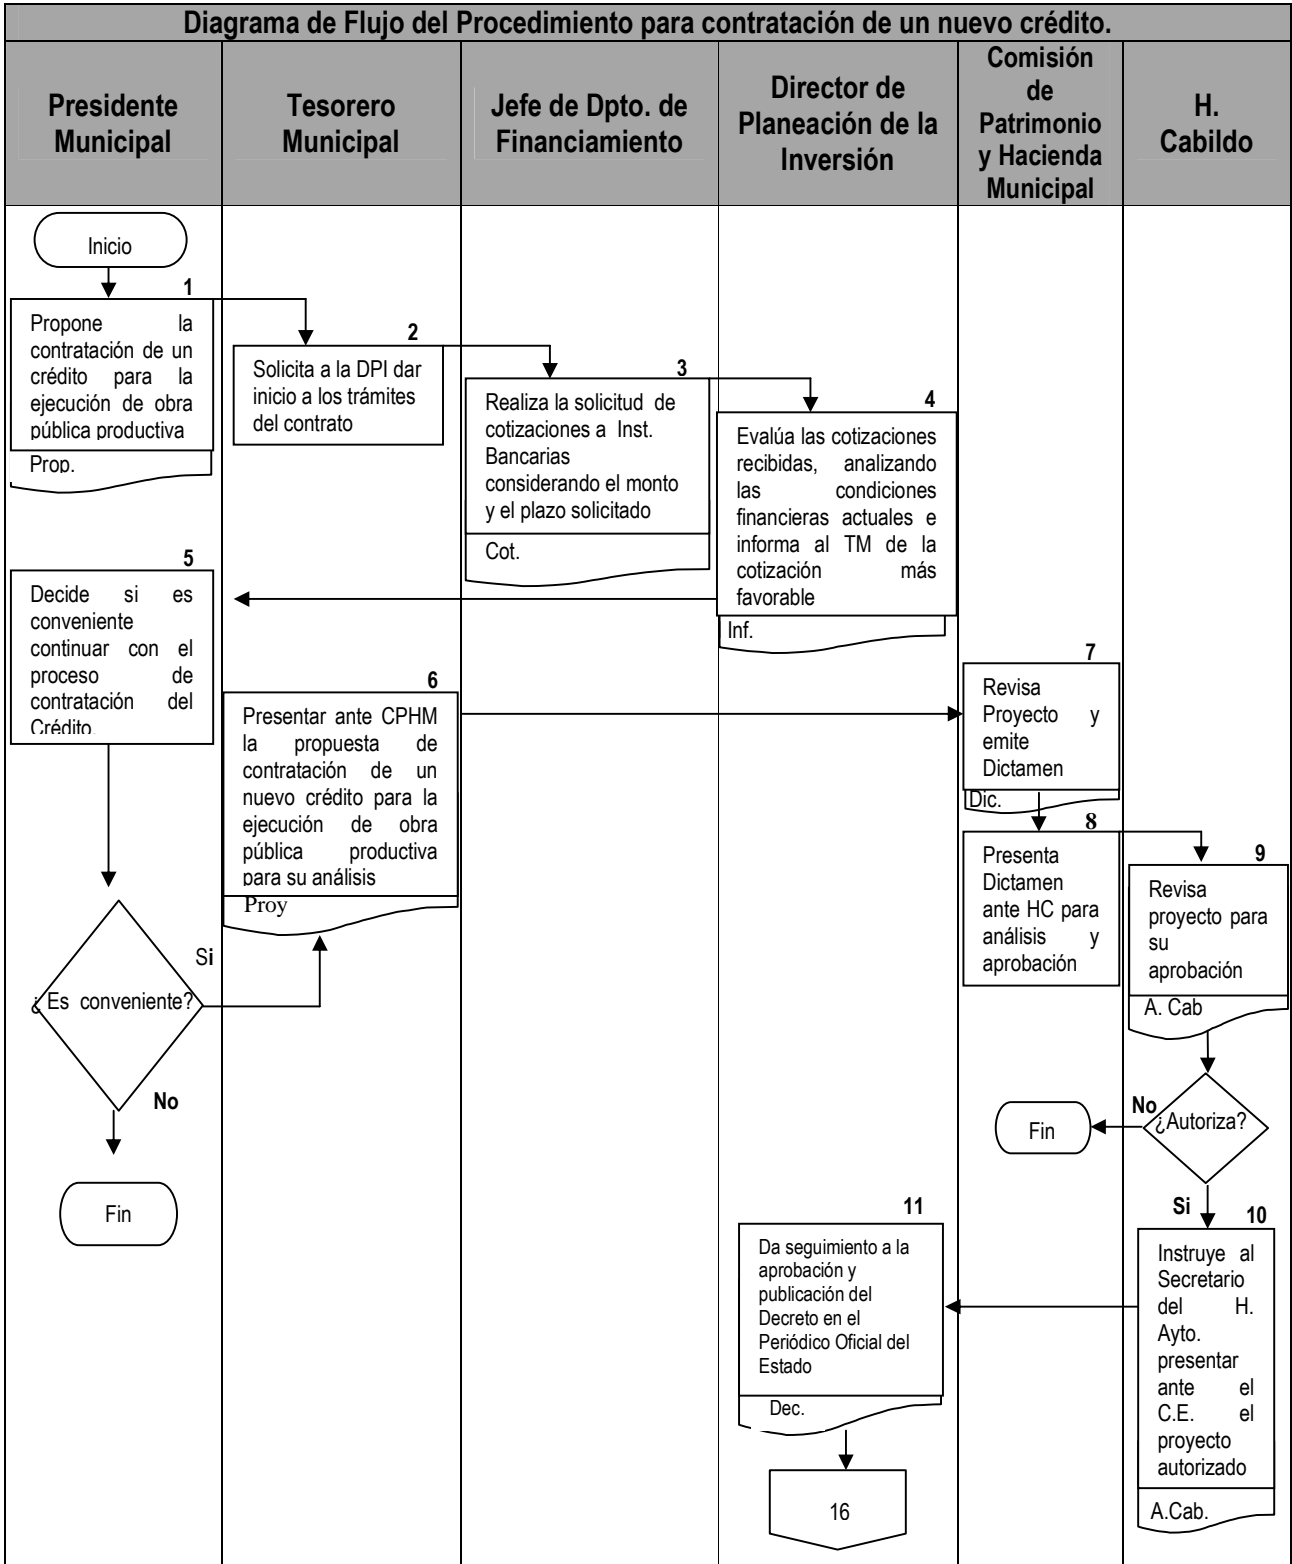 Diagrama de Flujo del Procedimiento para contratación de un nuevo crédito.
Presidente
Municipal
Tesorero
Municipal
Jefe de Dpto. de
Financiamiento
Director de
Planeación de la
Inversión
Comisión
de
Patrimonio
y Hacienda
Municipal
H.
Cabildo
Inicio
1
Propone la
contratación de un
crédito para la
ejecución de obra
pública productiva
Prop.
2
Solicita a la DPI dar
inicio a los trámites
del contrato
3
Realiza la solicitud de
cotizaciones a Inst.
Bancarias
considerando el monto
y el plazo solicitado
Cot.
4
Evalúa las cotizaciones
recibidas, analizando
las condiciones
financieras actuales e
informa al TM de la
cotización más
favorable
Inf.
5
Decide si es
conveniente
continuar con el
proceso de
contratación del
Crédito.
6
Presentar ante CPHM
la propuesta de
contratación de un
nuevo crédito para la
ejecución de obra
pública productiva
para su análisis
Proy
7
Revisa
Proyecto y
emite
Dictamen
Dic.
8
Presenta
Dictamen
ante HC para
análisis y
aprobación
9
Revisa
proyecto para
su
aprobación
A. Cab
Si
¿ Es conveniente?
No
Fin
No
¿Autoriza?
Fin
Si
10
Instruye al
Secretario
del H.
Ayto.
presentar
ante el
C.E. el
proyecto
autorizado
A.Cab.
11
Da seguimiento a la
aprobación y
publicación del
Decreto en el
Periódico Oficial del
Estado
Dec.
16